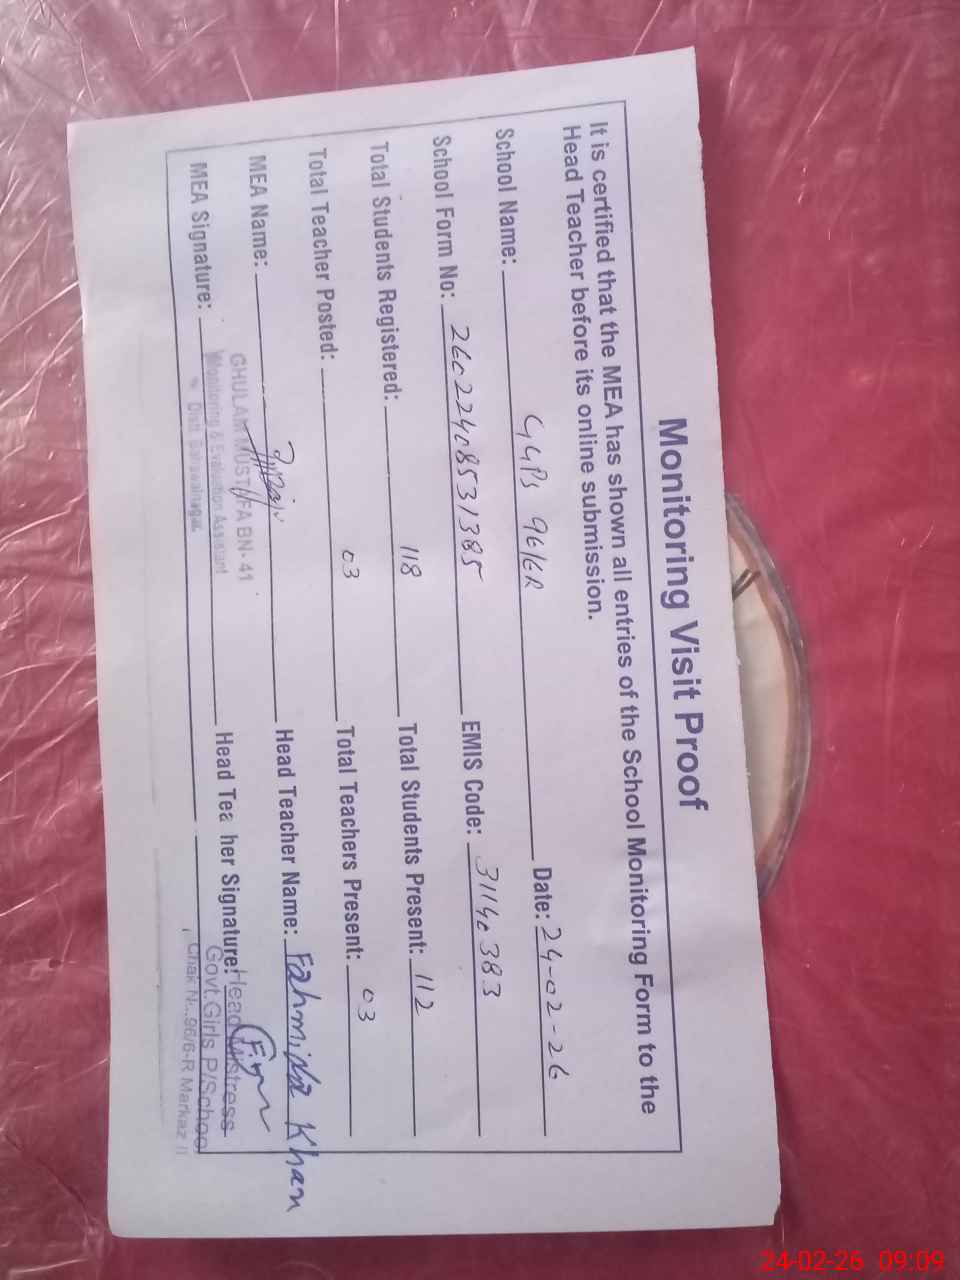 Monitoring Visit Proof
It is certified that the MEA has shown all entries of the School Monitoring Form to the
Head Teacher before its online submission.
School Name: GGPS 96/6R Date: 24-02-26
School Form No: 26022408531385 EMIS Code: 31140383
Total Students Registered: 118 Total Students Present: 112
Total Teacher Posted: 03 Total Teachers Present: 03
MEA Name: Head Teacher Name: Fahmida Khan
GHULAM MUSTAFA BN-41
Monitoring & Evaluation Assistant
Distt. Bahawalnagar
MEA Signature: Head Tea her Signature:
Head Mistress
Govt.Girls P/School
Chak No.96/6-R Markaz II
24-02-26 09:09